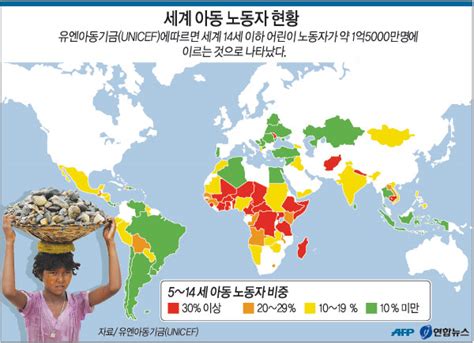 세계 아동 노동자 현황
유엔아동기금(UNICEF)에따르면 세계 14세 이하 어린이 노동자가 약 1억5000만명에
이르는 것으로 나타났다.
5~14세 아동 노동자 비중
30% 이상 20~29% 10~19% 10% 미만
자료/ 유엔아동기금(UNICEF)
AFP 연합뉴스